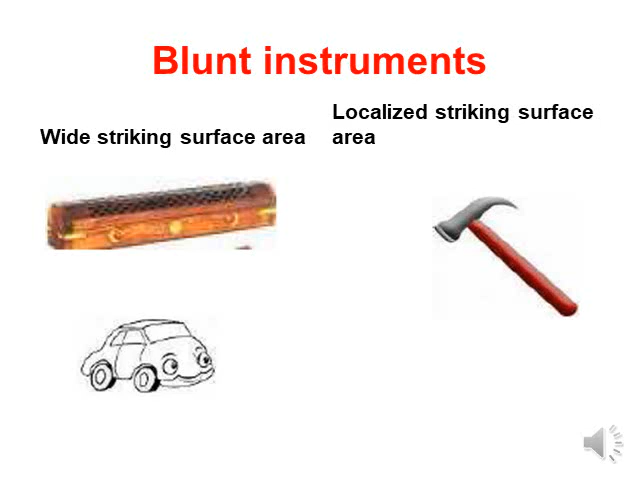 Blunt instruments
Wide striking surface area
Localized striking surface
area